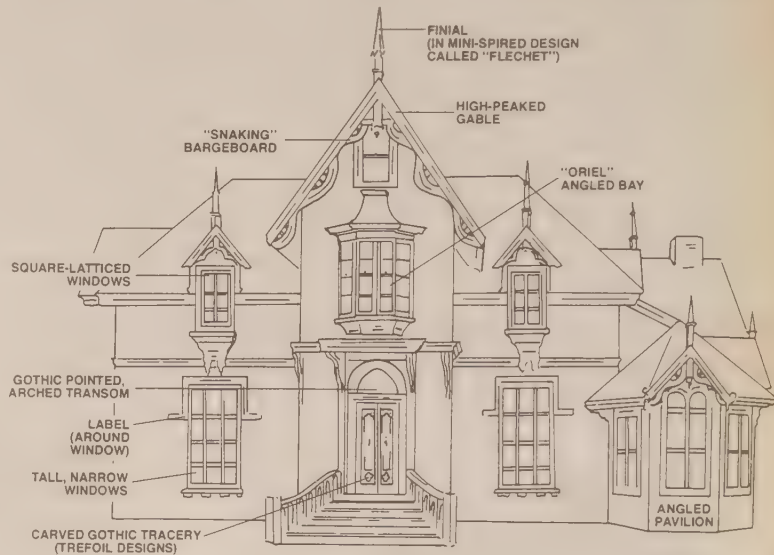 FINIAL
(IN MINI-SPIRED DESIGN
CALLED "FLECHET")
HIGH-PEAKED
GABLE
"SNAKING"
BARGEBOARD
"ORIEL"
ANGLED BAY
SQUARE-LATTICED
WINDOWS
GOTHIC POINTED,
ARCHED TRANSOM
LABEL
(AROUND
WINDOW)
TALL, NARROW
WINDOWS
CARVED GOTHIC TRACERY
(TREFOIL DESIGNS)
ANGLED
PAVILION